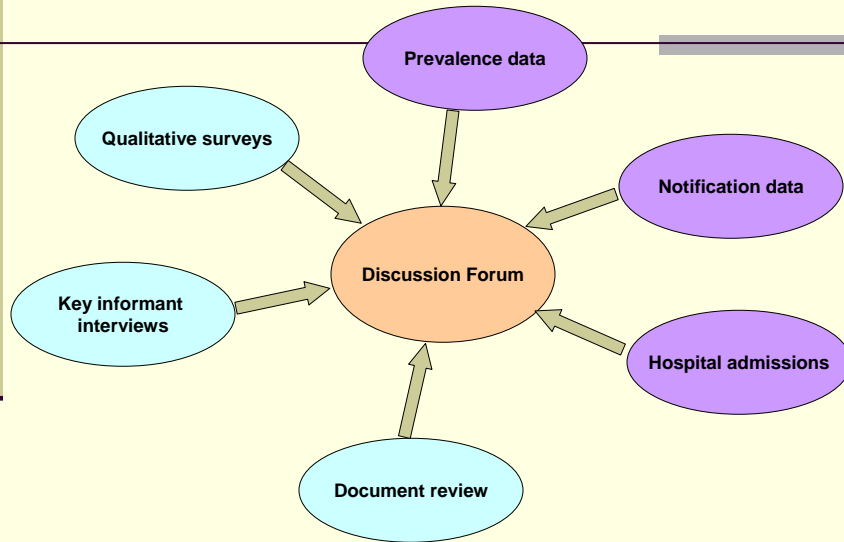 Prevalence data
Qualitative surveys
Notification data
Discussion Forum
Key informant
interviews
Hospital admissions
Document review